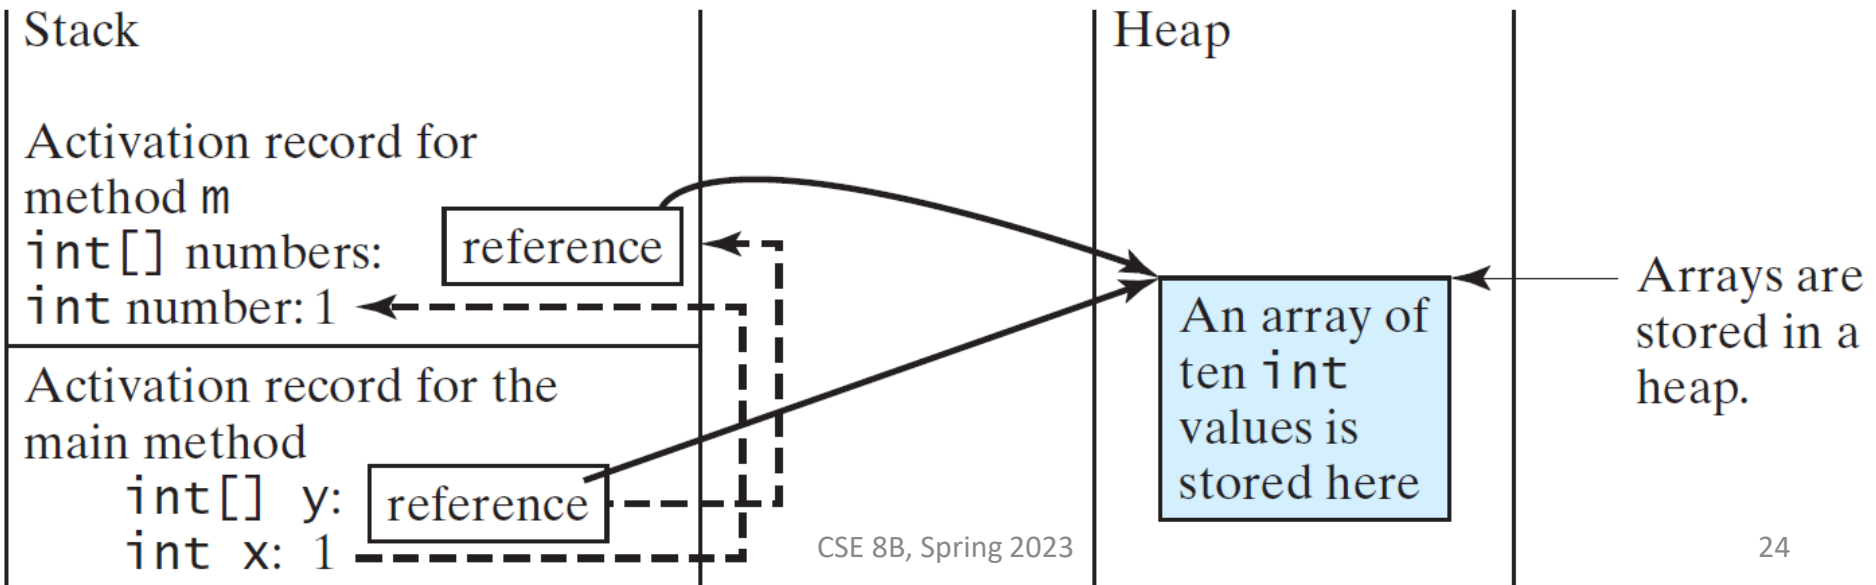 Stack
Activation record for
method m
int[] numbers:
reference
int number: 1
Activation record for the
main method
int[] y:
reference
int x: 1
Heap
An array of
ten int
values is
stored here
Arrays are
stored in a
heap.
CSE 8B, Spring 2023
24